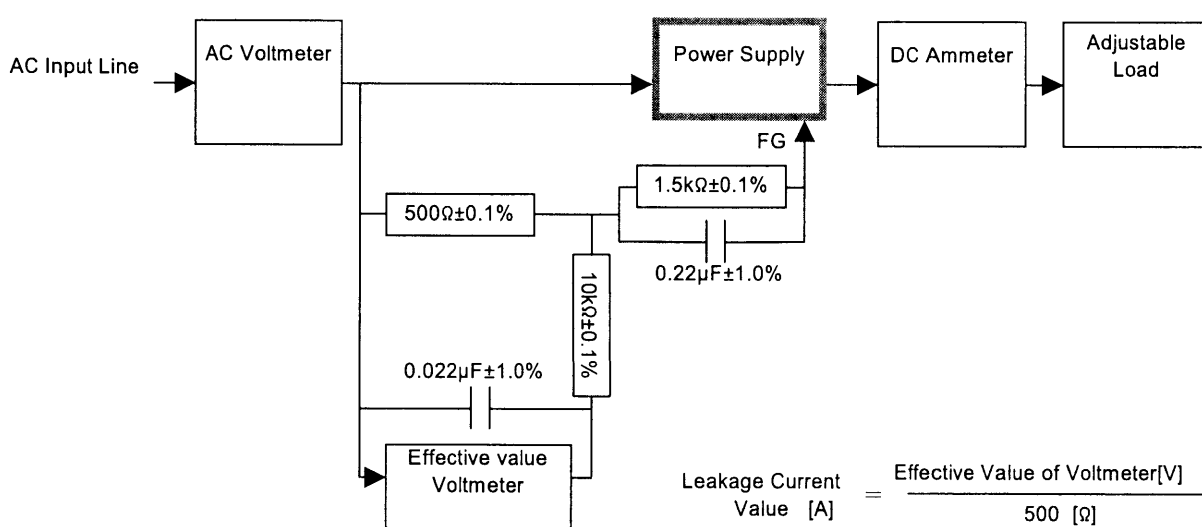 AC Input Line
AC Voltmeter
Power Supply
DC Ammeter
Adjustable
Load
FG
1.5kΩ±0.1%
500Ω±0.1%
0.22µF±1.0%
10kΩ±0.1%
0.022µF±1.0%
Effective value
Voltmeter
Leakage Current
Value [A]
=
Effective Value of Voltmeter[V]
500 [Ω]